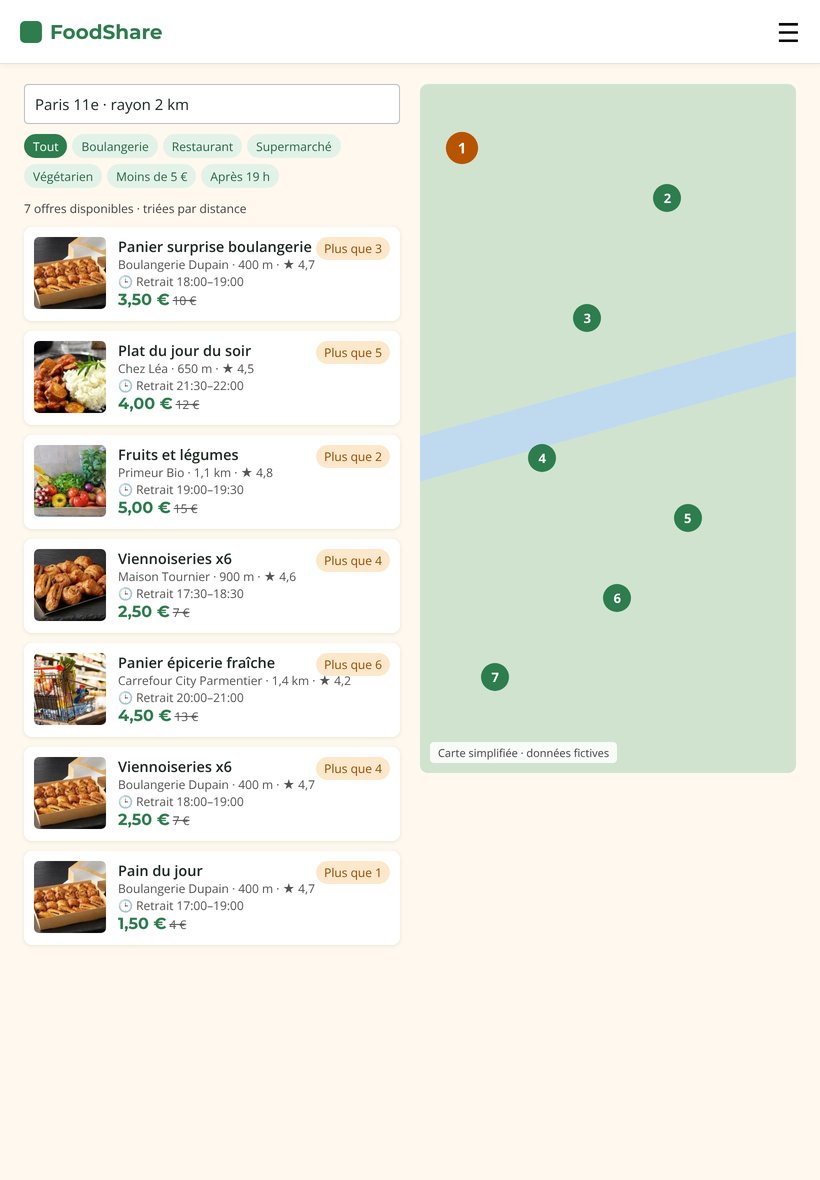 FoodShare
☰
Paris 11e · rayon 2 km
Tout Boulangerie Restaurant Supermarché
Végétarien Moins de 5 € Après 19 h
7 offres disponibles · triées par distance
Panier surprise boulangerie Plus que 3
Boulangerie Dupain · 400 m · ★ 4,7
🕒 Retrait 18:00–19:00
3,50 € 10 €
Plat du jour du soir Plus que 5
Chez Léa · 650 m · ★ 4,5
🕒 Retrait 21:30–22:00
4,00 € 12 €
Fruits et légumes Plus que 2
Primeur Bio · 1,1 km · ★ 4,8
🕒 Retrait 19:00–19:30
5,00 € 15 €
Viennoiseries x6 Plus que 4
Maison Tournier · 900 m · ★ 4,6
🕒 Retrait 17:30–18:30
2,50 € 7 €
Panier épicerie fraîche Plus que 6
Carrefour City Parmentier · 1,4 km · ★ 4,2
🕒 Retrait 20:00–21:00
4,50 € 13 €
Viennoiseries x6 Plus que 4
Boulangerie Dupain · 400 m · ★ 4,7
🕒 Retrait 18:00–19:00
2,50 € 7 €
Pain du jour Plus que 1
Boulangerie Dupain · 400 m · ★ 4,7
🕒 Retrait 17:00–19:00
1,50 € 4 €
1
2
3
4
5
6
7
Carte simplifiée · données fictives